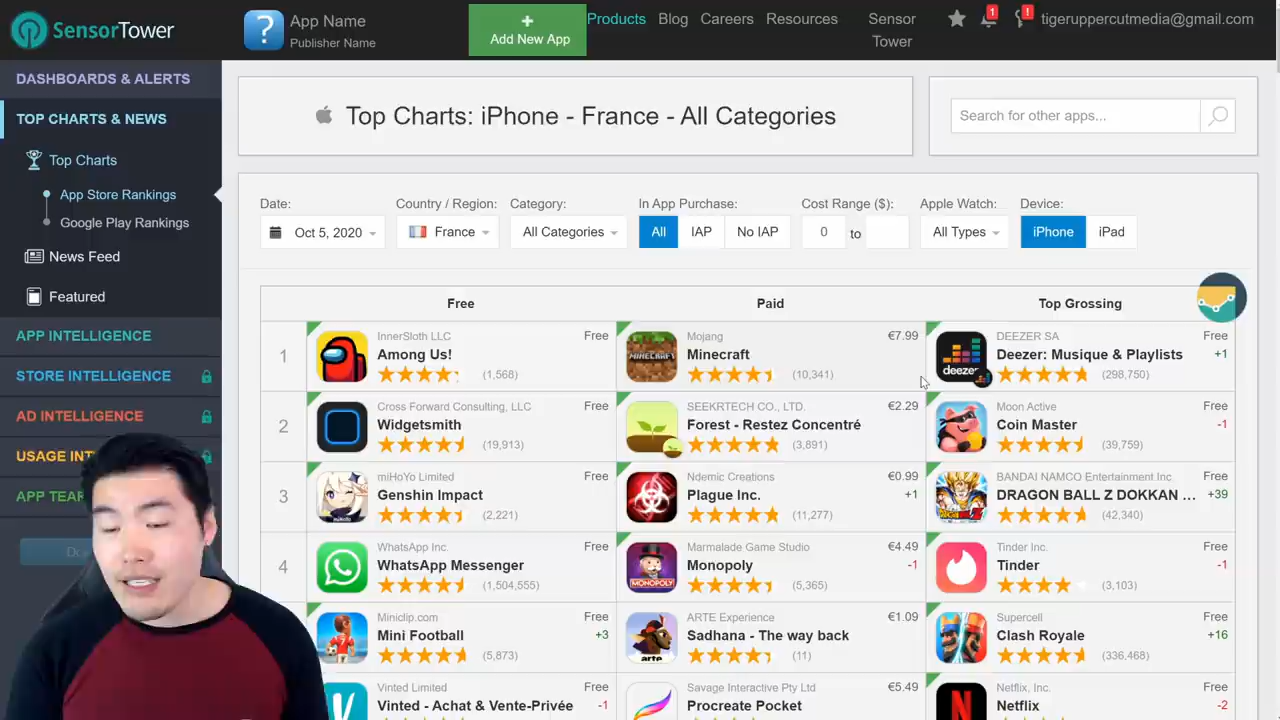 SensorTower
?
App Name
Publisher Name
+
Add New App
Products
Blog
Careers
Resources
Sensor
Tower
1
!
tigeruppercutmedia@gmail.com
DASHBOARDS & ALERTS
TOP CHARTS & NEWS
Top Charts
App Store Rankings
Google Play Rankings
News Feed
Featured
APP INTELLIGENCE
STORE INTELLIGENCE
AD INTELLIGENCE
Top Charts: iPhone - France - All Categories
Search for other apps...
Date:
Country / Region:
Category:
In App Purchase:
Cost Range ($):
Apple Watch:
Device:
Oct 5, 2020
France
All Categories
All
IAP
No IAP
0
to
All Types
iPhone
iPad
Free
Paid
Top Grossing
1
InnerSloth LLC
Free
Among Us!
(1,568)
Mojang
€7.99
Minecraft
MINECRAFT
(10,341)
DEEZER SA
Free
Deezer: Musique & Playlists
+1
deezer
(298,750)
2
Cross Forward Consulting, LLC
Free
Widgetsmith
(19,913)
SEEKRTECH CO., LTD.
€2.29
Forest - Restez Concentré
(3,891)
Moon Active
Free
Coin Master
-1
(39,759)
3
miHoYo Limited
Free
Genshin Impact
miHoYo
(2,221)
Ndemic Creations
€0.99
Plague Inc.
+1
(11,277)
BANDAI NAMCO Entertainment Inc.
Free
DRAGON BALL Z DOKKAN ...
+39
(42,340)
4
WhatsApp Inc.
Free
WhatsApp Messenger
(1,504,555)
Marmalade Game Studio
€4.49
Monopoly
-1
MONOPOLY
(5,365)
Tinder Inc.
Free
Tinder
-1
(3,103)
Miniclip.com
Free
Mini Football
+3
(5,873)
ARTE Experience
€1.09
Sadhana - The way back
arte
(11)
Supercell
Free
Clash Royale
+16
(336,468)
Vinted Limited
Free
Vinted - Achat & Vente-Privée
-1
Savage Interactive Pty Ltd
€5.49
Procreate Pocket
Netflix, Inc.
Free
Netflix
-2